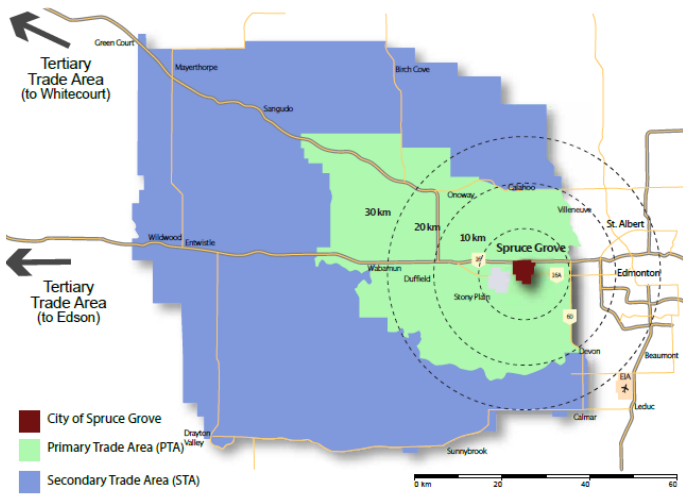 Tertiary
Trade Area
(to Whitecourt)
Green Court
Mayerthorpe
Birch Cove
Sangudo
Onoway
Calahoo
Villeneuve
30 km
20 km
10 km
St. Albert
Spruce Grove
Wildwood
Entwistle
Wabamun
Duffield
16
16A
Edmonton
Stony Plain
60
Tertiary
Trade Area
(to Edson)
Devon
Beaumont
EIA
Leduc
Calmar
Drayton
Valley
Sunnybrook
City of Spruce Grove
Primary Trade Area (PTA)
Secondary Trade Area (STA)
0 km
20
40
60